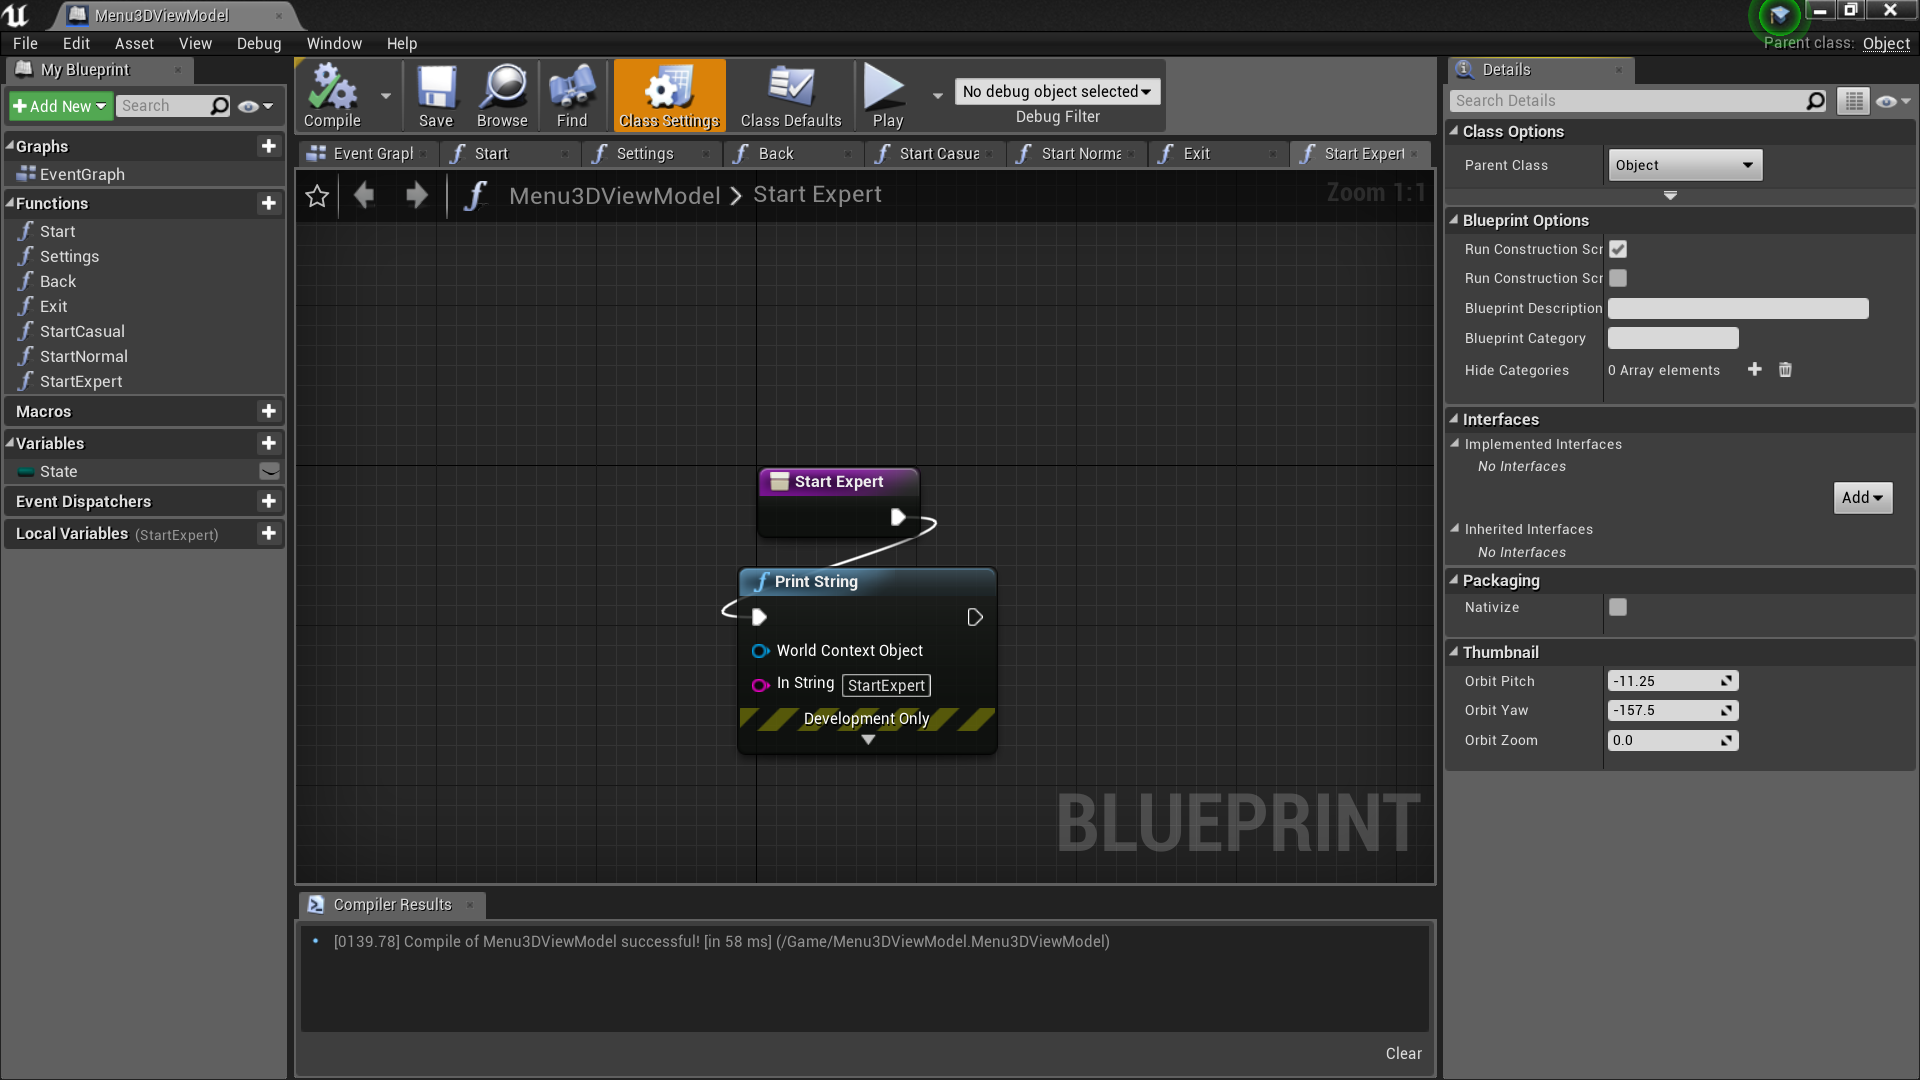 Menu3DViewModel
File Edit Asset View Debug Window Help
Parent class: Object
My Blueprint
Add New Search
Graphs
EventGraph
Functions
Start
Settings
Back
Exit
StartCasual
StartNormal
StartExpert
Macros
Variables
State
Event Dispatchers
Local Variables (StartExpert)
Compile Save Browse Find Class Settings Class Defaults Play
No debug object selected
Debug Filter
Event Graph Start Settings Back Start Casua Start Norma Exit Start Expert
Menu3DViewModel > Start Expert
Zoom 1:1
Start Expert
Print String
World Context Object
In String StartExpert
Development Only
BLUEPRINT
Compiler Results
[0139.78] Compile of Menu3DViewModel successful! [in 58 ms] (/Game/Menu3DViewModel.Menu3DViewModel)
Clear
Details
Search Details
Class Options
Parent Class Object
Blueprint Options
Run Construction Scr
Run Construction Scr
Blueprint Description
Blueprint Category
Hide Categories 0 Array elements
Interfaces
Implemented Interfaces
No Interfaces
Add
Inherited Interfaces
No Interfaces
Packaging
Nativize
Thumbnail
Orbit Pitch -11.25
Orbit Yaw -157.5
Orbit Zoom 0.0